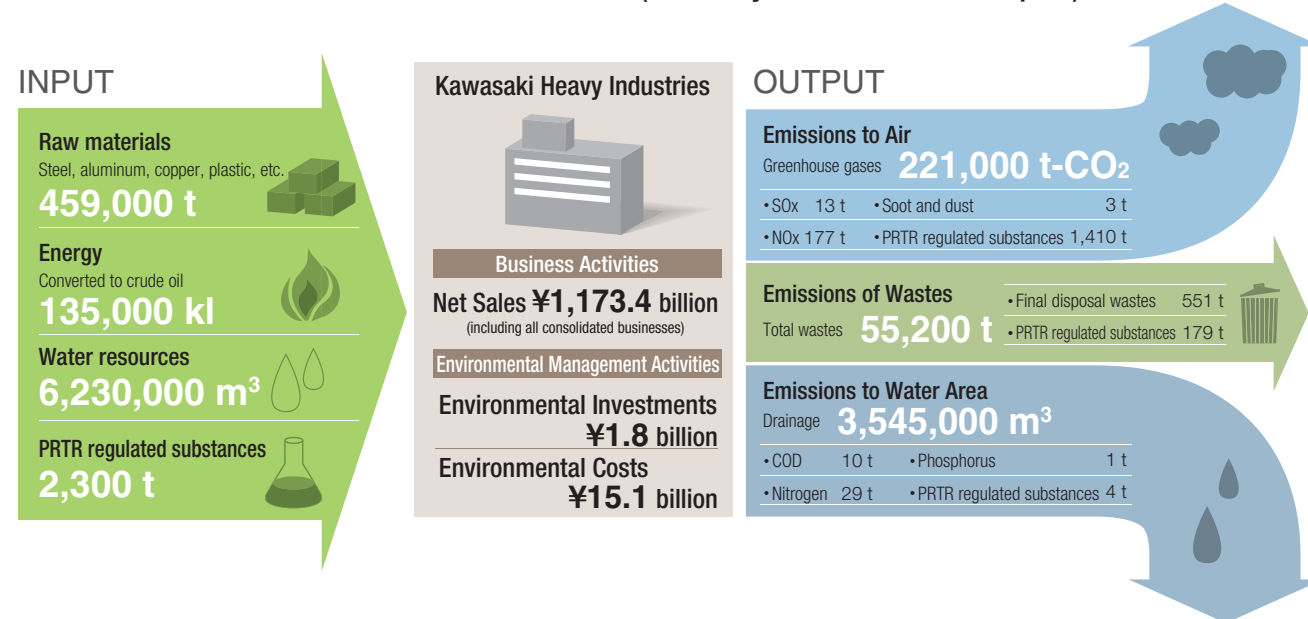 INPUT
Raw materials
Steel, aluminum, copper, plastic, etc.
459,000 t
Energy
Converted to crude oil
135,000 kl
Water resources
6,230,000 m³
PRTR regulated substances
2,300 t
Kawasaki Heavy Industries
Business Activities
Net Sales ¥1,173.4 billion
(including all consolidated businesses)
Environmental Management Activities
Environmental Investments
¥1.8 billion
Environmental Costs
¥15.1 billion
OUTPUT
Emissions to Air
Greenhouse gases 221,000 t-CO₂
•SOx 13 t •Soot and dust 3 t
•NOx 177 t •PRTR regulated substances 1,410 t
Emissions of Wastes
Total wastes 55,200 t
•Final disposal wastes 551 t
•PRTR regulated substances 179 t
Emissions to Water Area
Drainage 3,545,000 m³
•COD 10 t •Phosphorus 1 t
•Nitrogen 29 t •PRTR regulated substances 4 t